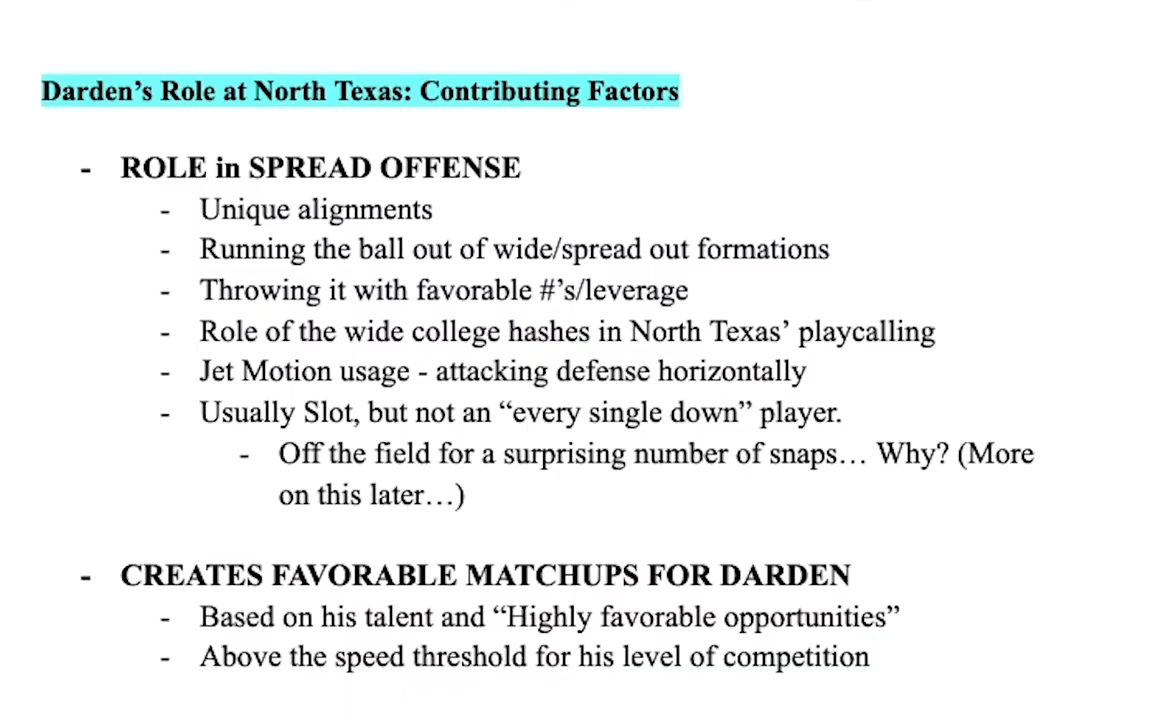 Darden’s Role at North Texas: Contributing Factors
- ROLE in SPREAD OFFENSE
- Unique alignments
- Running the ball out of wide/spread out formations
- Throwing it with favorable #’s/leverage
- Role of the wide college hashes in North Texas’ playcalling
- Jet Motion usage - attacking defense horizontally
- Usually Slot, but not an “every single down” player.
- Off the field for a surprising number of snaps… Why? (More
on this later…)
- CREATES FAVORABLE MATCHUPS FOR DARDEN
- Based on his talent and “Highly favorable opportunities”
- Above the speed threshold for his level of competition